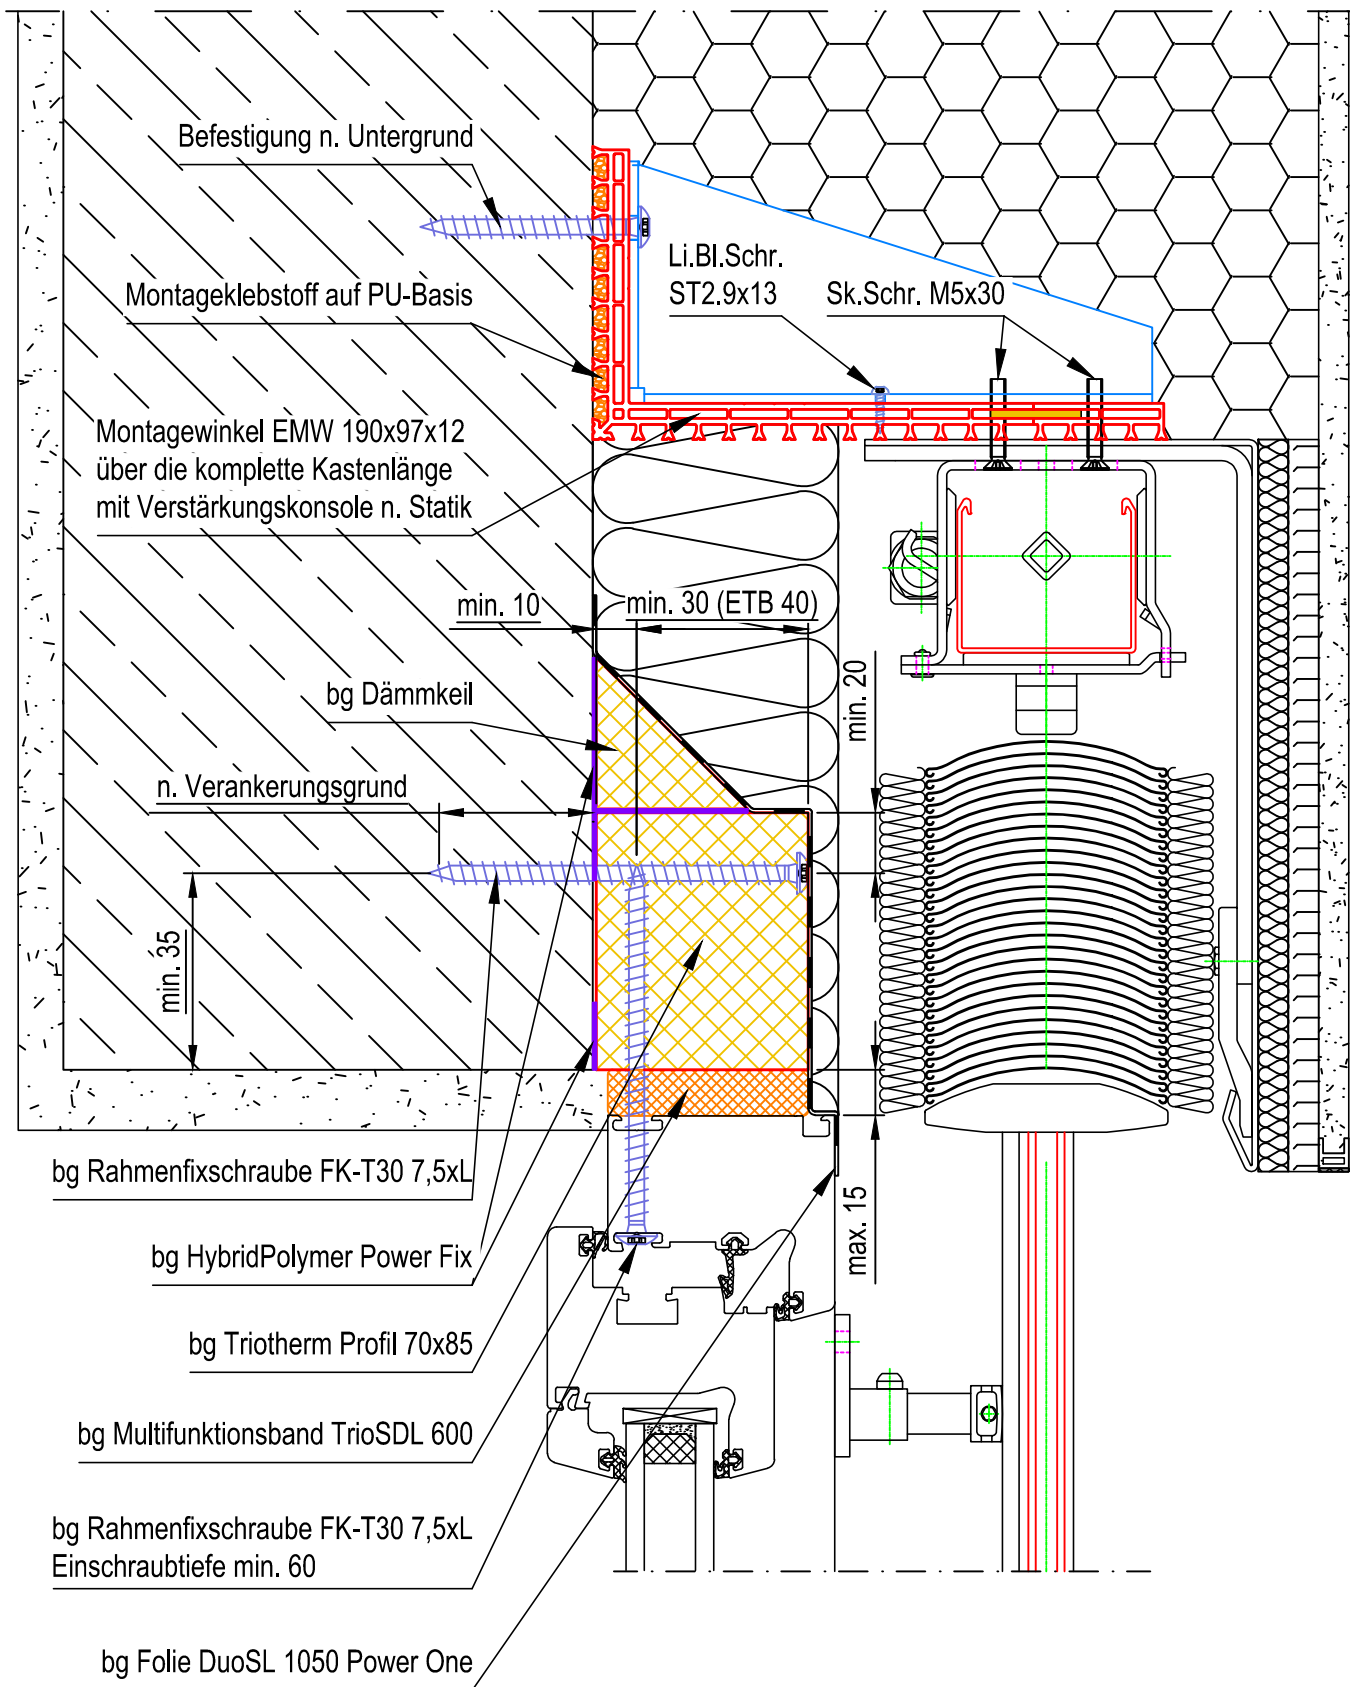 Befestigung n. Untergrund
Li.Bl.Schr.
ST2.9x13
Sk.Schr. M5x30
Montageklebstoff auf PU-Basis
Montagewinkel EMW 190x97x12
über die komplette Kastenlänge
mit Verstärkungskonsole n. Statik
min. 10
min. 30 (ETB 40)
min. 20
bg Dämmkeil
n. Verankerungsgrund
min. 35
bg Rahmenfixschraube FK-T30 7,5xL
max. 15
bg HybridPolymer Power Fix
bg Triotherm Profil 70x85
bg Multifunktionsband TrioSDL 600
bg Rahmenfixschraube FK-T30 7,5xL
Einschraubtiefe min. 60
bg Folie DuoSL 1050 Power One